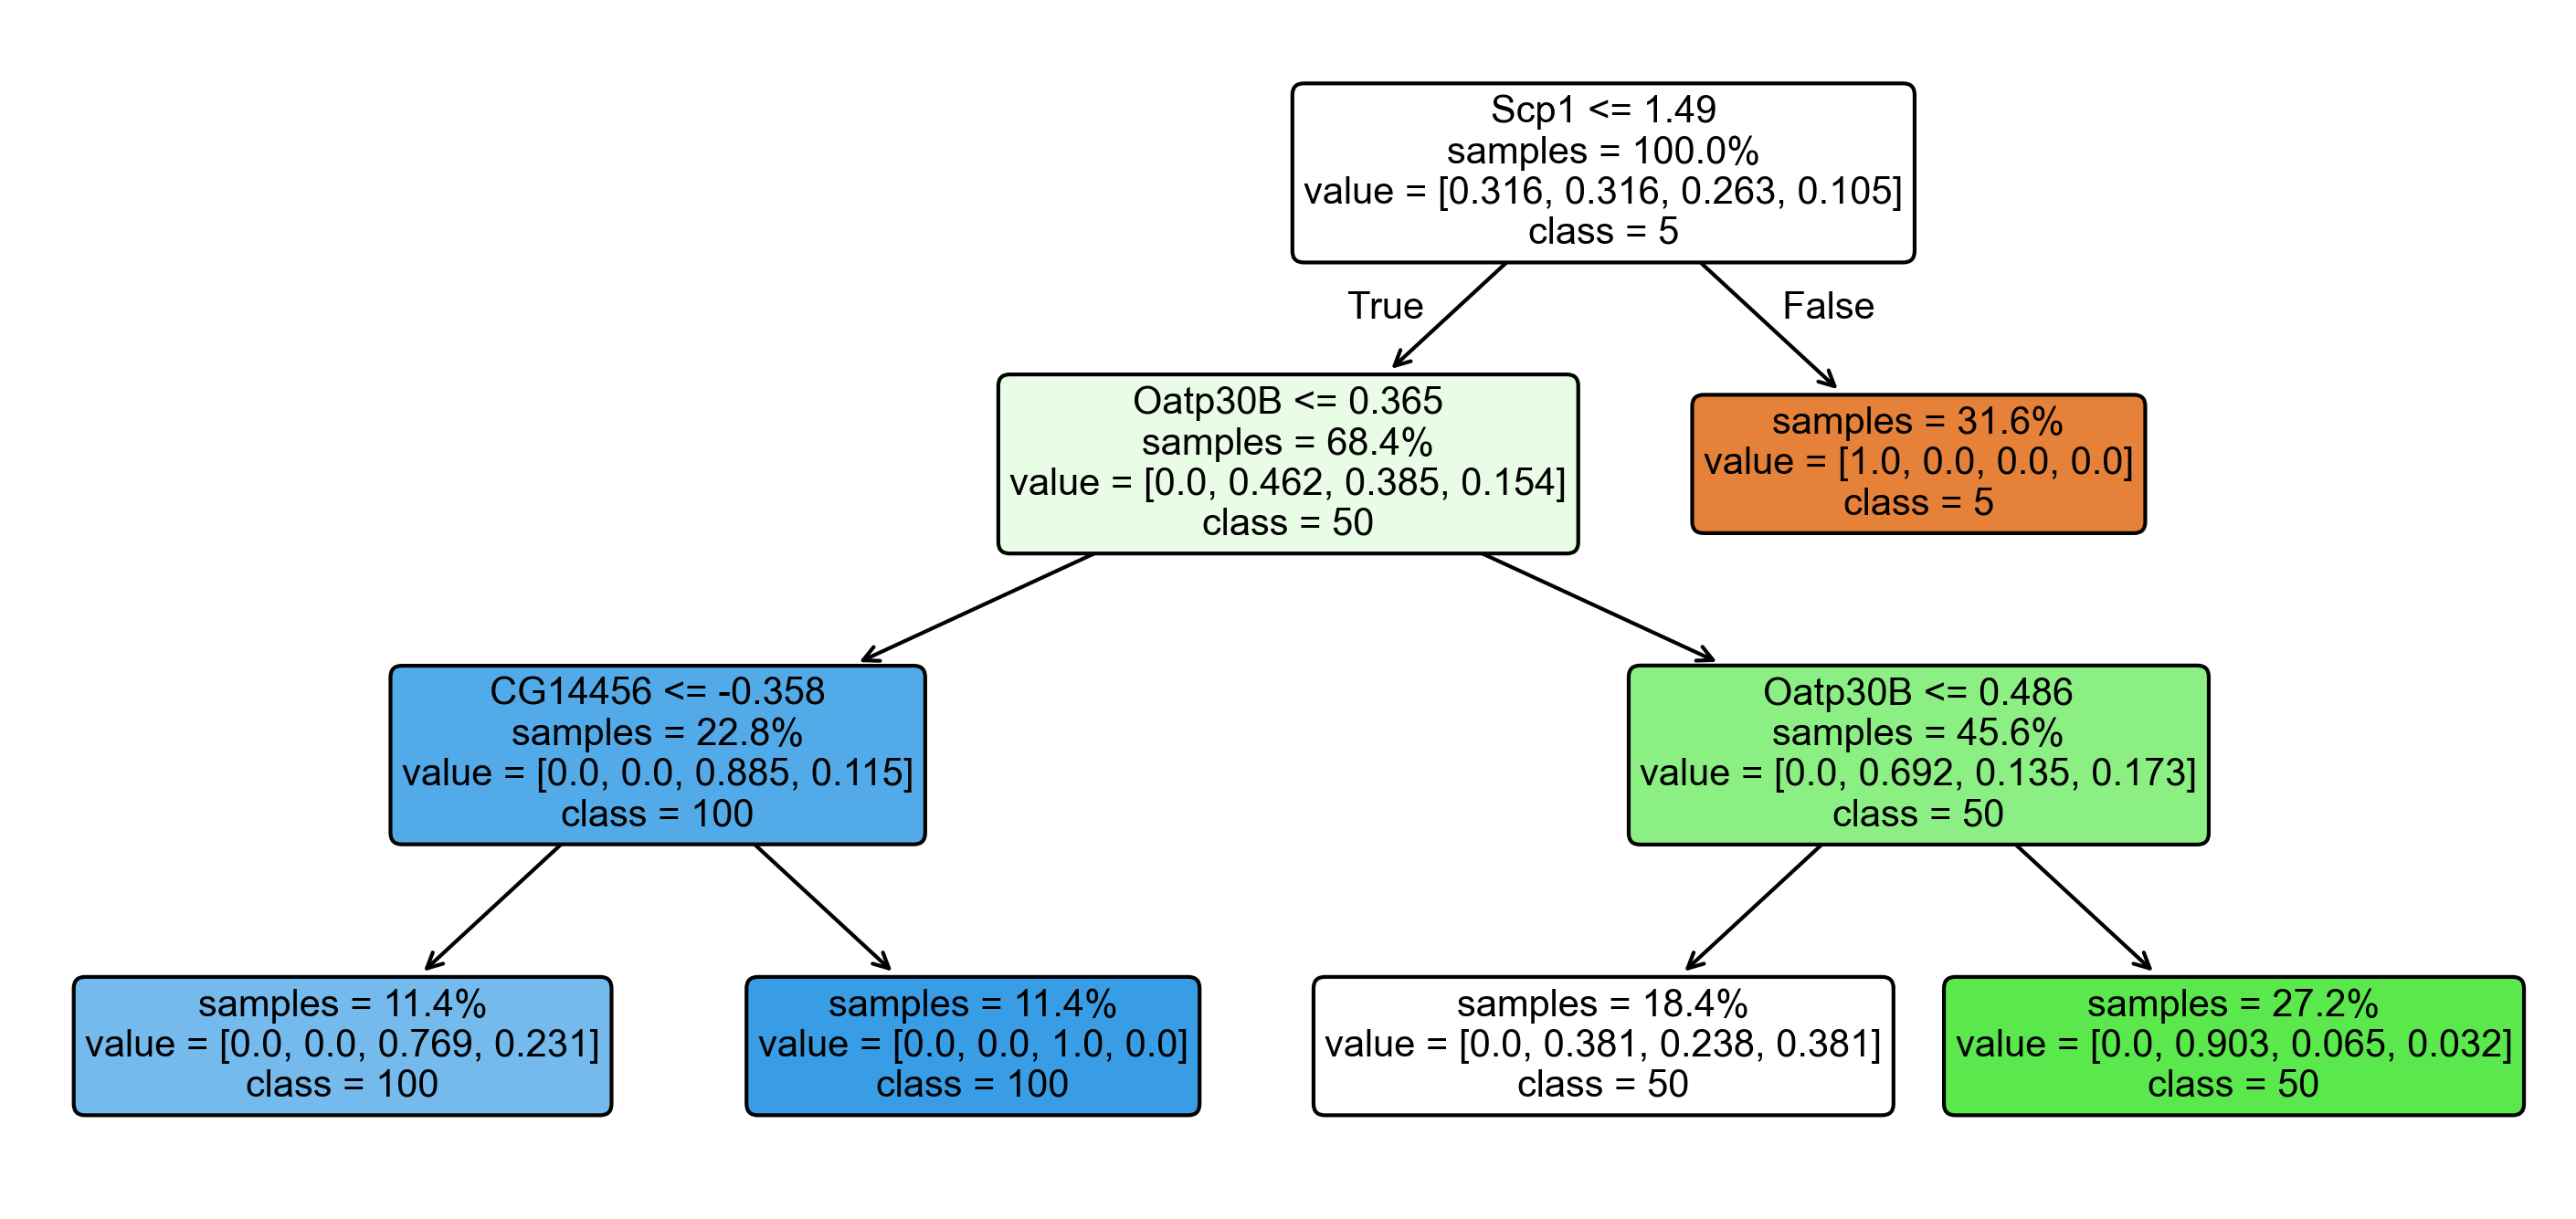 Scp1 <= 1.49
samples = 100.0%
value = [0.316, 0.316, 0.263, 0.105]
class = 5
True
False
Oatp30B <= 0.365
samples = 68.4%
value = [0.0, 0.462, 0.385, 0.154]
class = 50
samples = 31.6%
value = [1.0, 0.0, 0.0, 0.0]
class = 5
CG14456 <= -0.358
samples = 22.8%
value = [0.0, 0.0, 0.885, 0.115]
class = 100
Oatp30B <= 0.486
samples = 45.6%
value = [0.0, 0.692, 0.135, 0.173]
class = 50
samples = 11.4%
value = [0.0, 0.0, 0.769, 0.231]
class = 100
samples = 11.4%
value = [0.0, 0.0, 1.0, 0.0]
class = 100
samples = 18.4%
value = [0.0, 0.381, 0.238, 0.381]
class = 50
samples = 27.2%
value = [0.0, 0.903, 0.065, 0.032]
class = 50